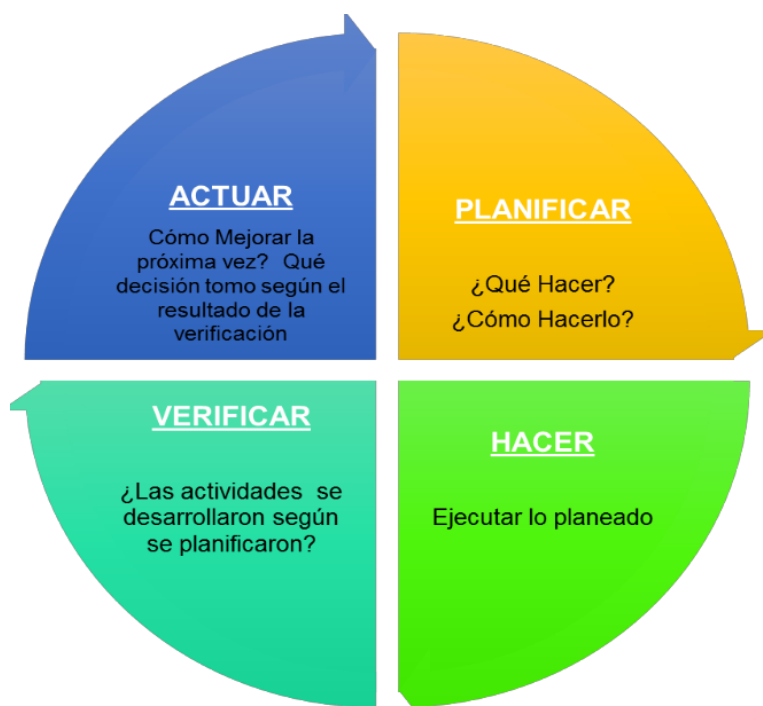 ACTUAR
Cómo Mejorar la
próxima vez? Qué
decisión tomo según el
resultado de la
verificación
PLANIFICAR
¿Qué Hacer?
¿Cómo Hacerlo?
VERIFICAR
¿Las actividades se
desarrollaron según
se planificaron?
HACER
Ejecutar lo planeado